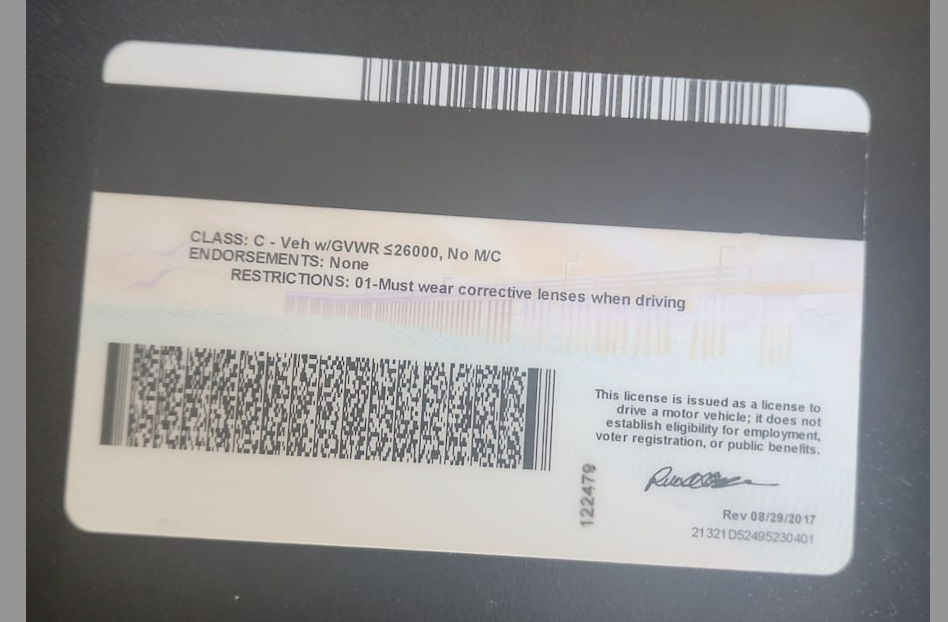 CLASS: C - Veh w/GVWR ≤26000, No M/C
ENDORSEMENTS: None
RESTRICTIONS: 01-Must wear corrective lenses when driving
This license is issued as a license to
drive a motor vehicle; it does not
establish eligibility for employment,
voter registration, or public benefits.
122479
Rev 08/29/2017
21321D52495230401